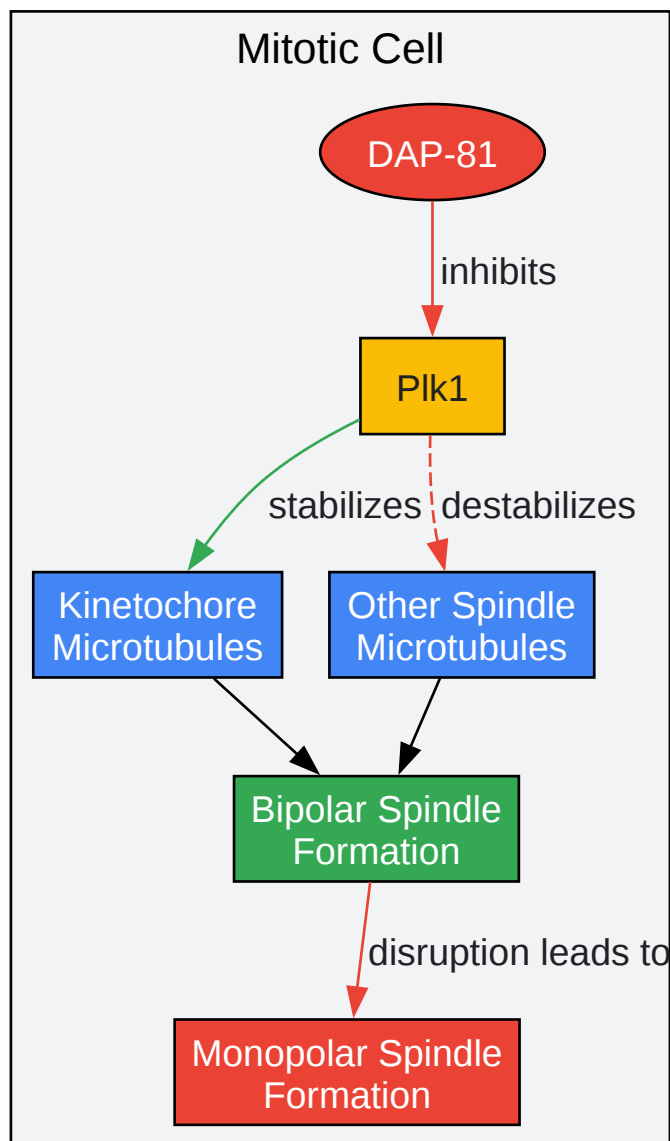 Mitotic Cell
DAP-81
inhibits
Plk1
stabilizes
destabilizes
Kinetochore
Microtubules
Other Spindle
Microtubules
Bipolar Spindle
Formation
disruption leads to
Monopolar Spindle
Formation